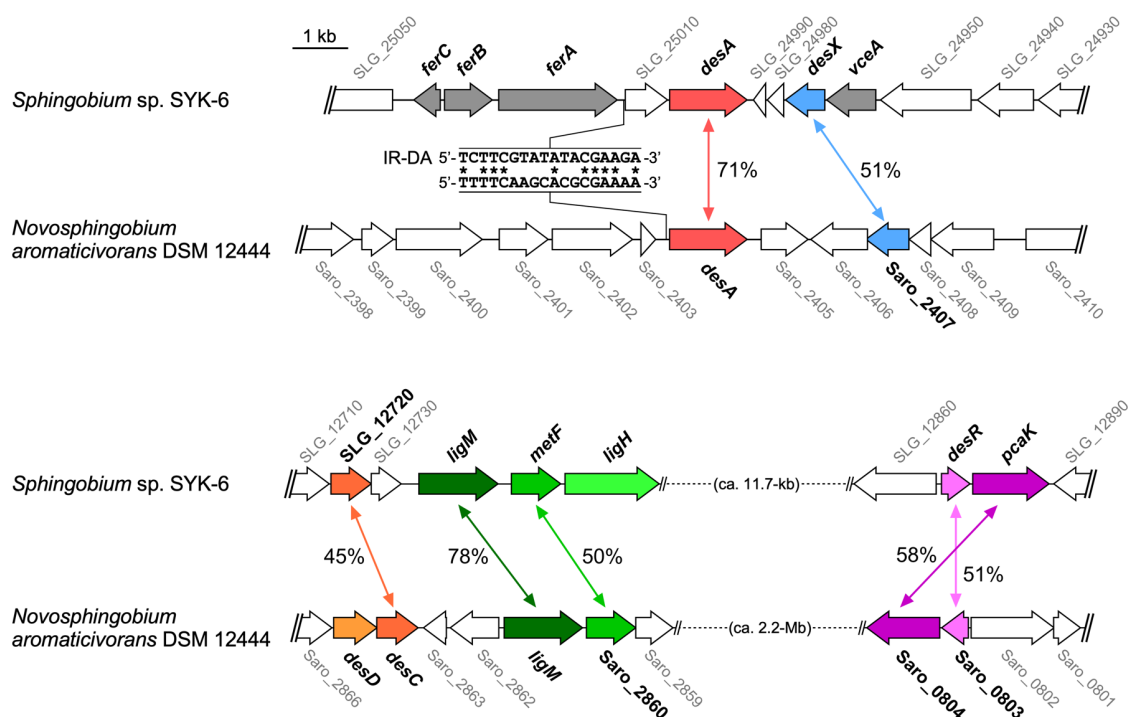 1 kb
SLG_25050
ferC
ferB
ferA
SLG_25010
desA
SLG_24990
SLG_24980
desX
vceA
SLG_24950
SLG_24940
SLG_24930
Sphingobium sp. SYK-6
IR-DA 5'-TCTTCGTATATACGAAGA-3'
* *** * **** *
5'-TTTTCAAGCACGCGAAAA-3'
71%
51%
Novosphingobium
aromaticivorans DSM 12444
Saro_2398
Saro_2399
Saro_2400
Saro_2401
Saro_2402
Saro_2403
desA
Saro_2405
Saro_2406
Saro_2407
Saro_2408
Saro_2409
Saro_2410
SLG_12710
SLG_12720
SLG_12730
ligM
metF
ligH
SLG_12860
desR
pcaK
SLG_12890
Sphingobium sp. SYK-6
(ca. 11.7-kb)
45%
78%
50%
58%
51%
Novosphingobium
aromaticivorans DSM 12444
(ca. 2.2-Mb)
Saro_2866
desD
desC
Saro_2863
Saro_2862
ligM
Saro_2860
Saro_2859
Saro_0804
Saro_0803
Saro_0802
Saro_0801